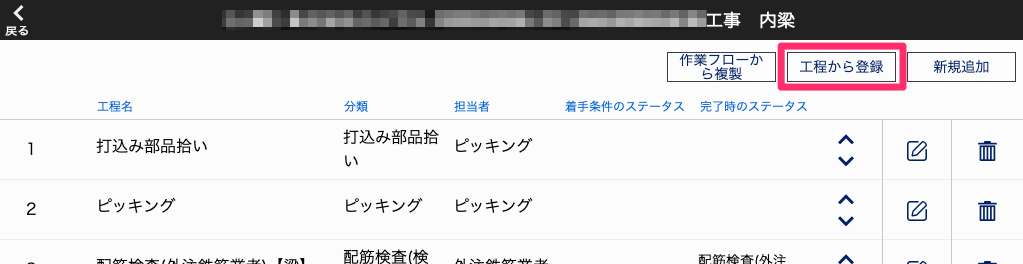 戻る
工事 内梁
作業フローか
ら複製
工程から登録
新規追加
工程名 分類 担当者 着手条件のステータス 完了時のステータス
1 打込み部品拾い 打込み部品拾
い ピッキング
2 ピッキング ピッキング ピッキング
配筋検査(外注鉄筋業者)【梁】 配筋検査(検 外注鉄筋業者 配筋検査(外注